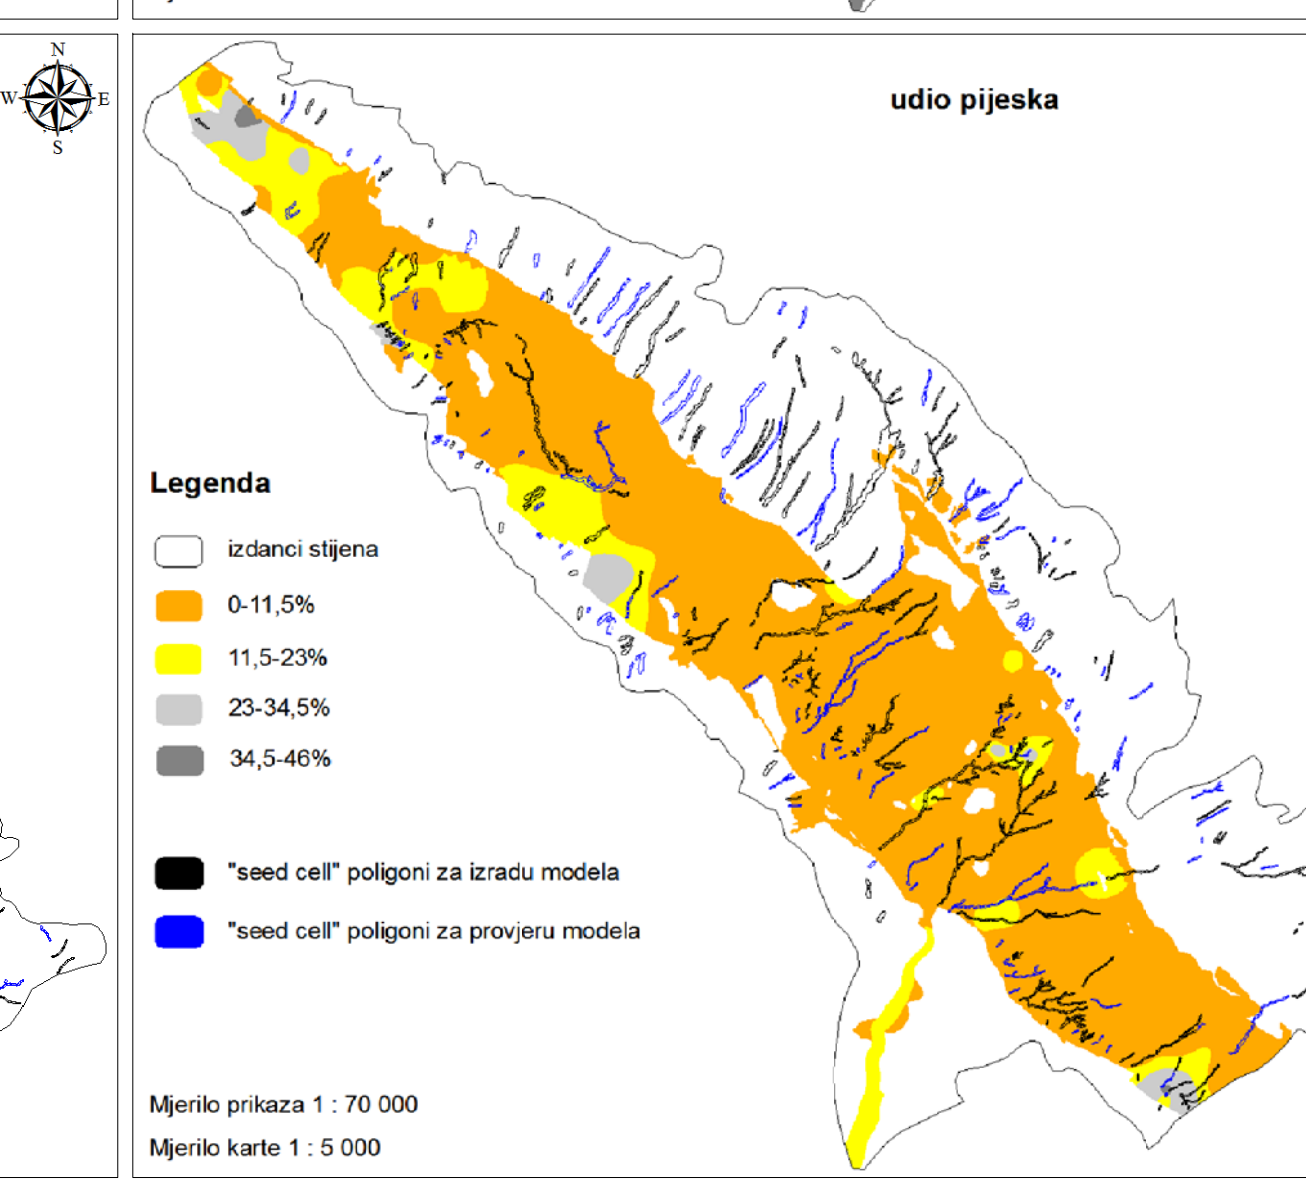 N
W E
S
udio pijeska
Legenda
izdanci stijena
0-11,5%
11,5-23%
23-34,5%
34,5-46%
"seed cell" poligoni za izradu modela
"seed cell" poligoni za provjeru modela
Mjerilo prikaza 1 : 70 000
Mjerilo karte 1 : 5 000